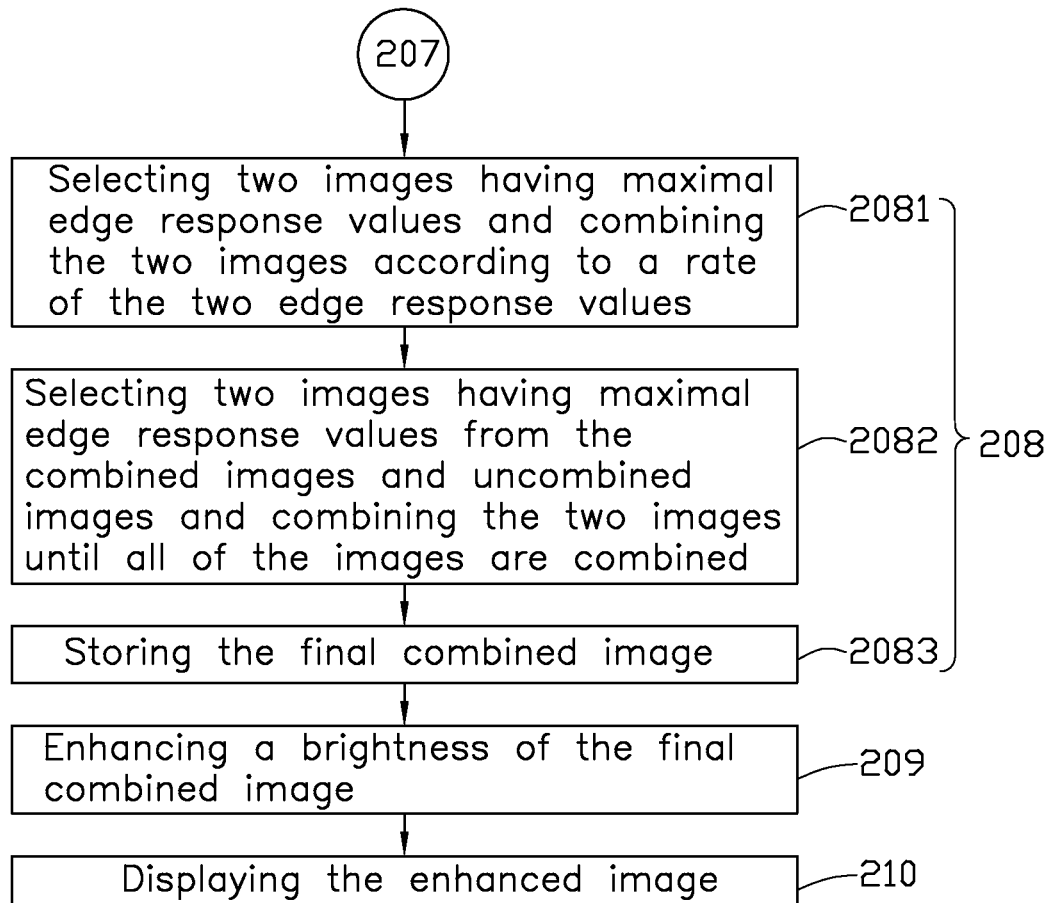 207
Selecting two images having maximal
edge response values and combining
the two images according to a rate
of the two edge response values
2081
Selecting two images having maximal
edge response values from the
combined images and uncombined
images and combining the two images
until all of the images are combined
2082
208
Storing the final combined image
2083
Enhancing a brightness of the final
combined image
209
Displaying the enhanced image
210